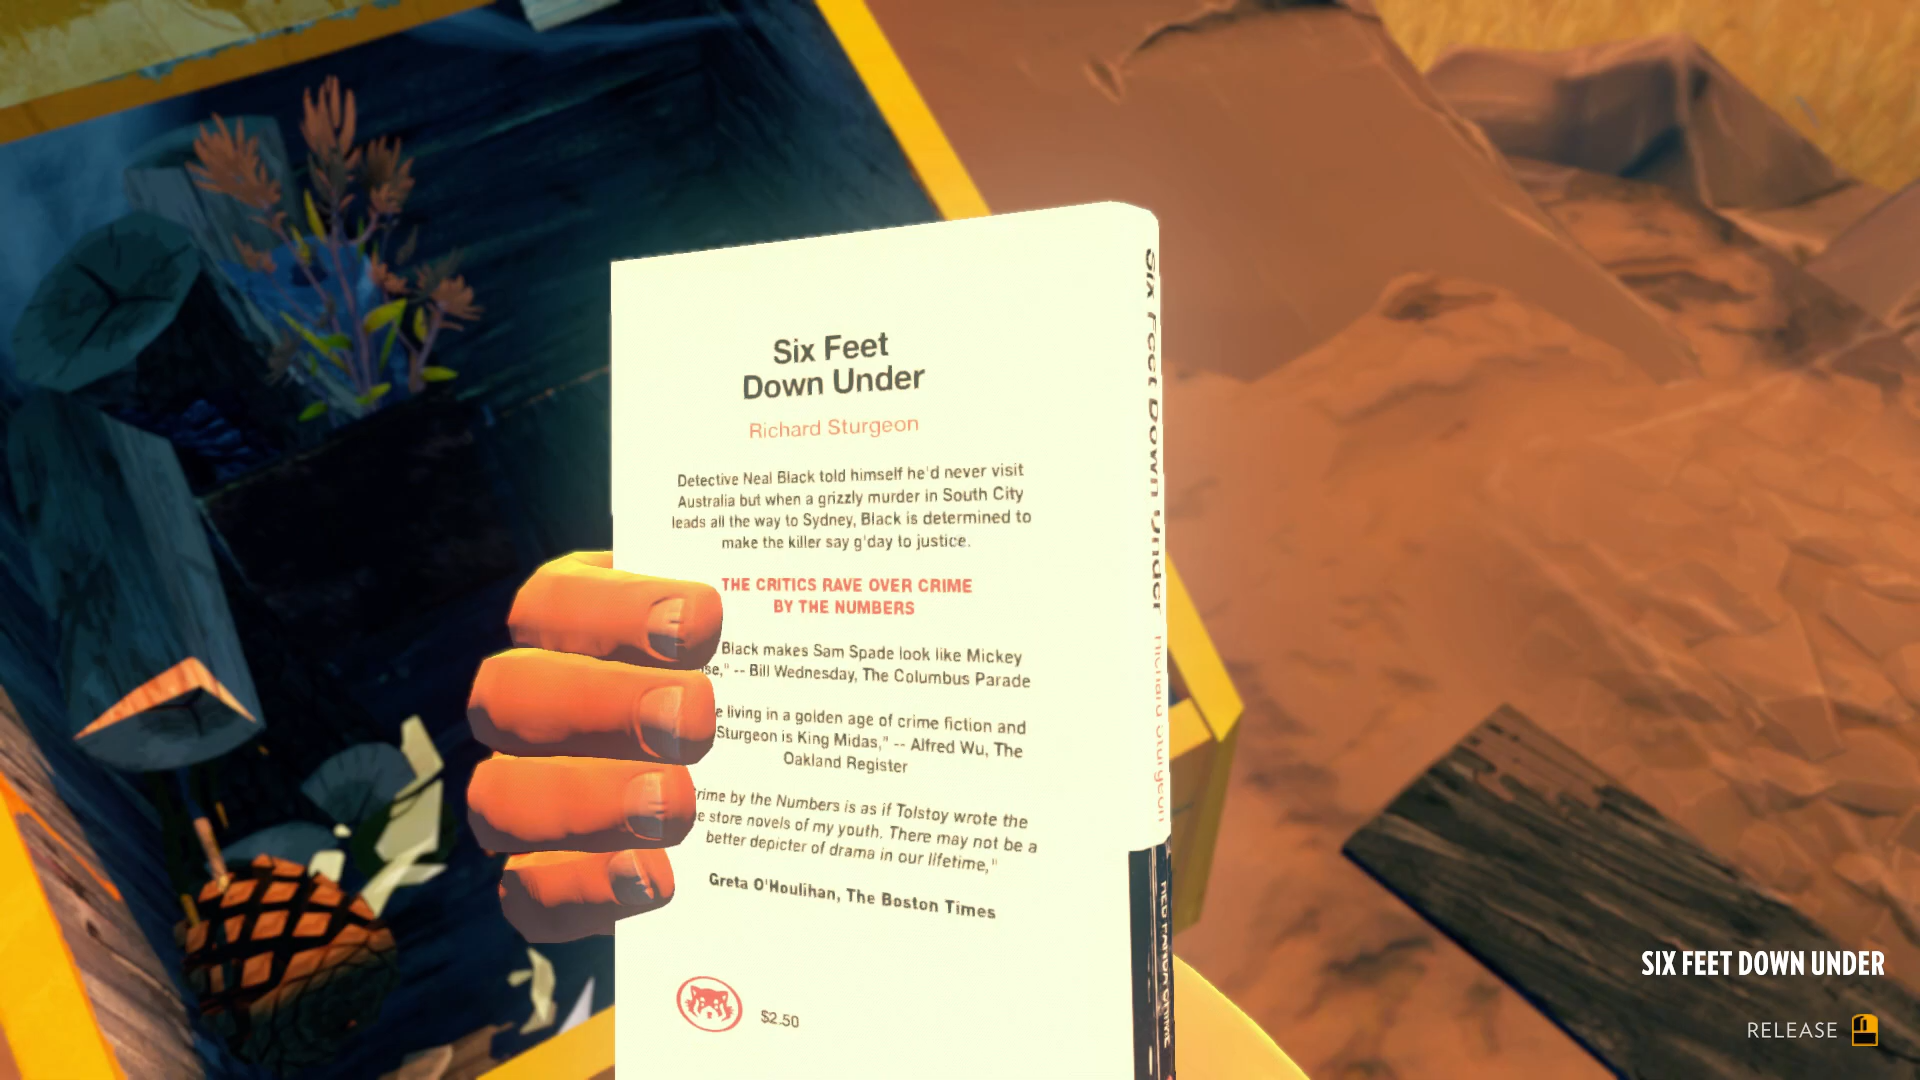 Six Feet
Down Under
Richard Sturgeon
Detective Neal Black told himself he'd never visit
Australia but when a grizzly murder in South City
leads all the way to Sydney, Black is determined to
make the killer say g'day to justice.
THE CRITICS RAVE OVER CRIME
BY THE NUMBERS
Black makes Sam Spade look like Mickey
se," -- Bill Wednesday, The Columbus Parade
e living in a golden age of crime fiction and
Sturgeon is King Midas," -- Alfred Wu, The
Oakland Register
rime by the Numbers is as if Tolstoy wrote the
e store novels of my youth. There may not be a
better depicter of drama in our lifetime,"
Greta O'Houlihan, The Boston Times
$2.50
Six Feet Down Under Richard Sturgeon
RED PANDA CRIME
SIX FEET DOWN UNDER
RELEASE